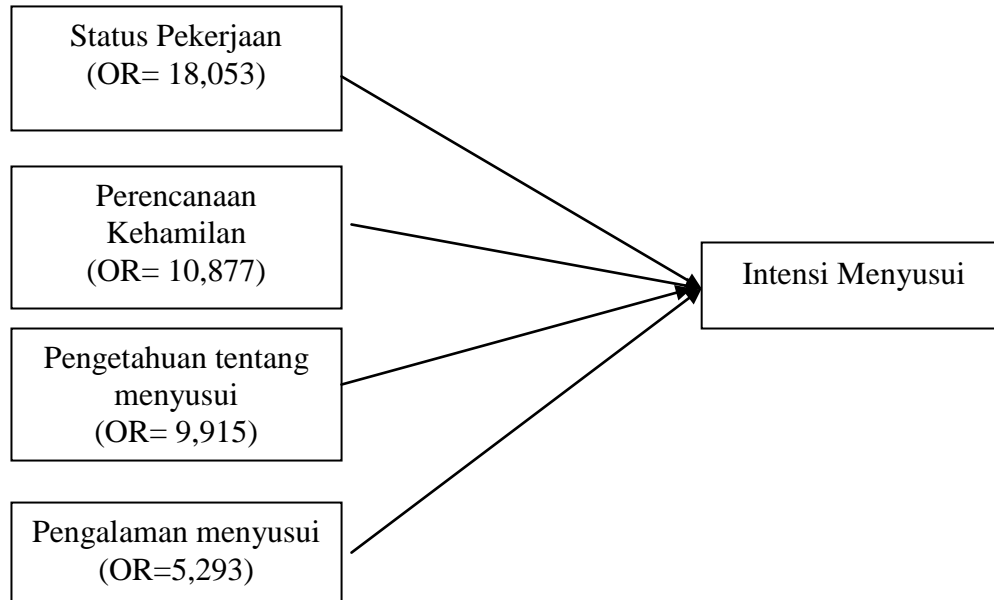 Status Pekerjaan
(OR= 18,053)
Perencanaan
Kehamilan
(OR= 10,877)
Pengetahuan tentang
menyusui
(OR= 9,915)
Pengalaman menyusui
(OR=5,293)
Intensi Menyusui